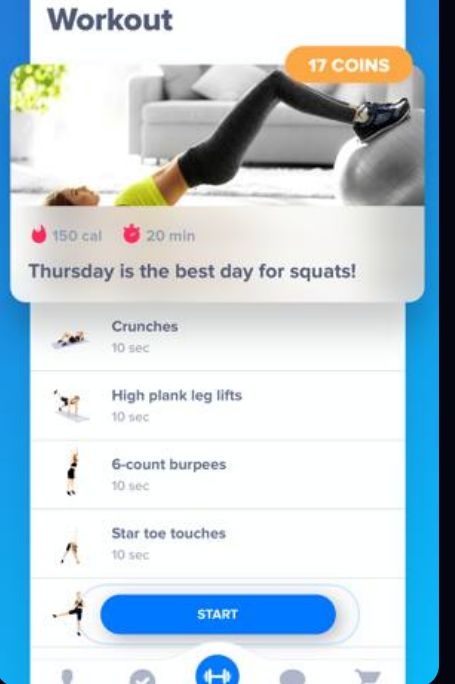 Workout
17 COINS
150 cal 20 min
Thursday is the best day for squats!
Crunches
10 sec
High plank leg lifts
10 sec
6-count burpees
10 sec
Star toe touches
10 sec
START